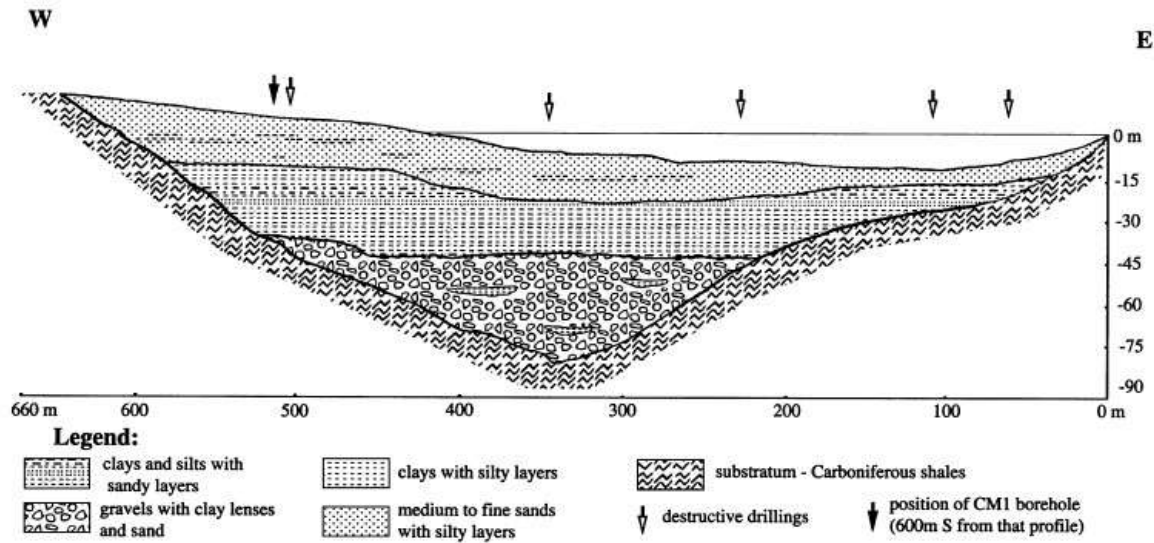 W
E
0 m
-15
-30
-45
-60
-75
-90
660 m 600 500 400 300 200 100 0 m
Legend:
clays and silts with
sandy layers
gravels with clay lenses
and sand
clays with silty layers
medium to fine sands
with silty layers
substratum - Carboniferous shales
destructive drillings
position of CM1 borehole
(600m S from that profile)